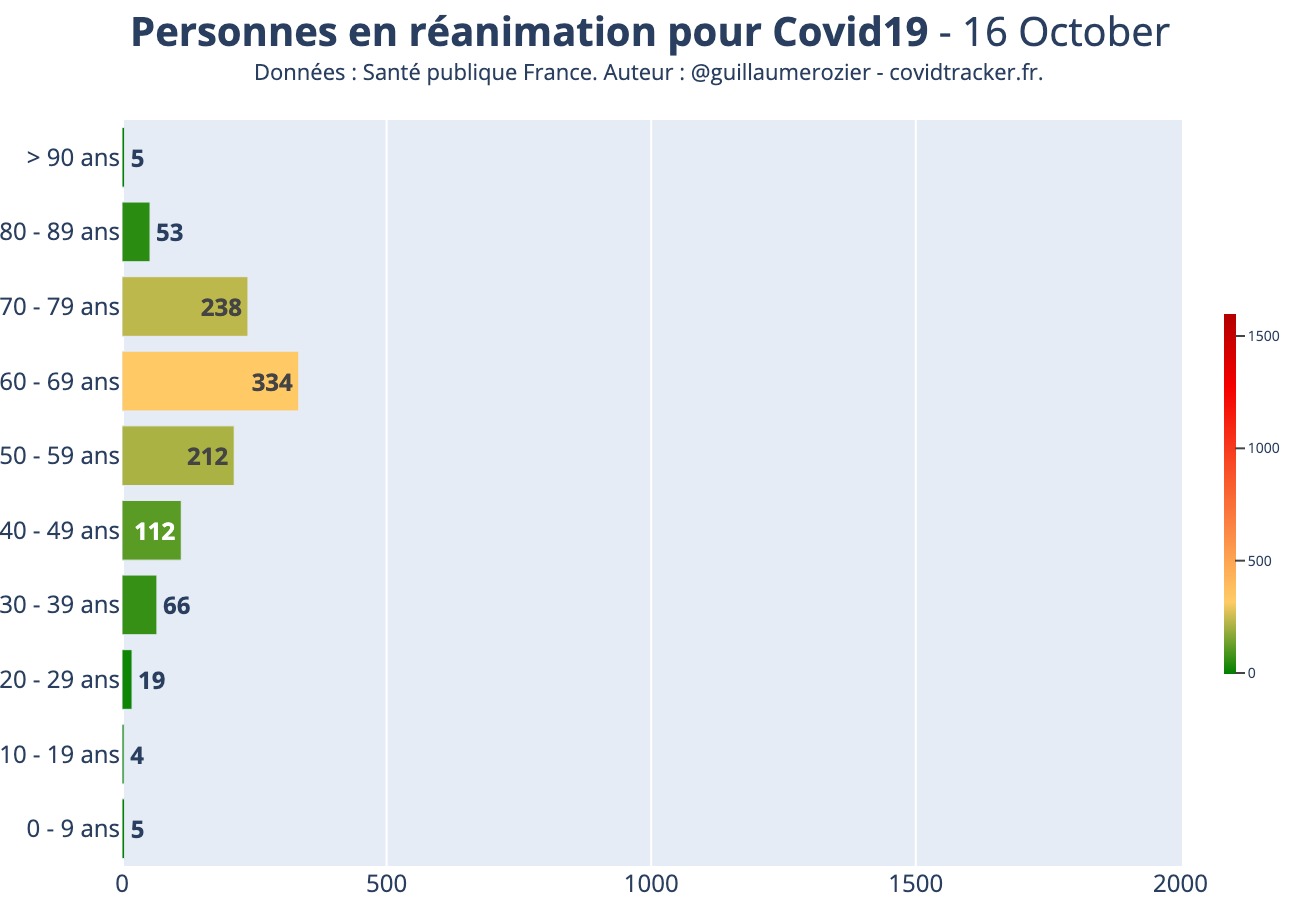 Personnes en réanimation pour Covid19 - 16 October
Données : Santé publique France. Auteur : @guillaumerozier - covidtracker.fr.
> 90 ans 5
80 - 89 ans 53
70 - 79 ans 238
60 - 69 ans 334
50 - 59 ans 212
40 - 49 ans 112
30 - 39 ans 66
20 - 29 ans 19
10 - 19 ans 4
0 - 9 ans 5
0 500 1000 1500 2000
1500
1000
500
0